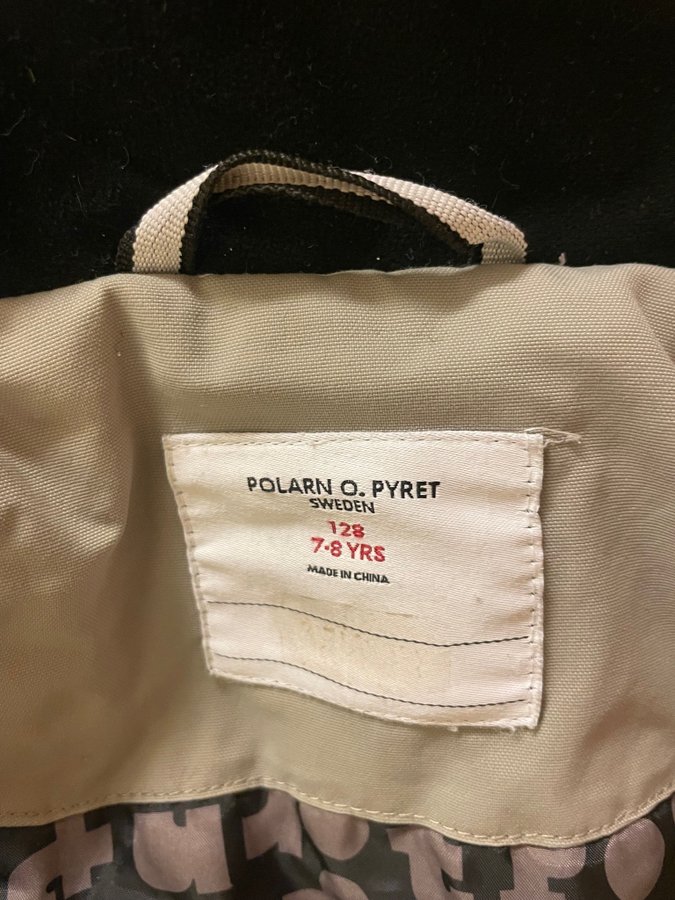 POLARN O. PYRET
SWEDEN
128
7-8 YRS
MADE IN CHINA